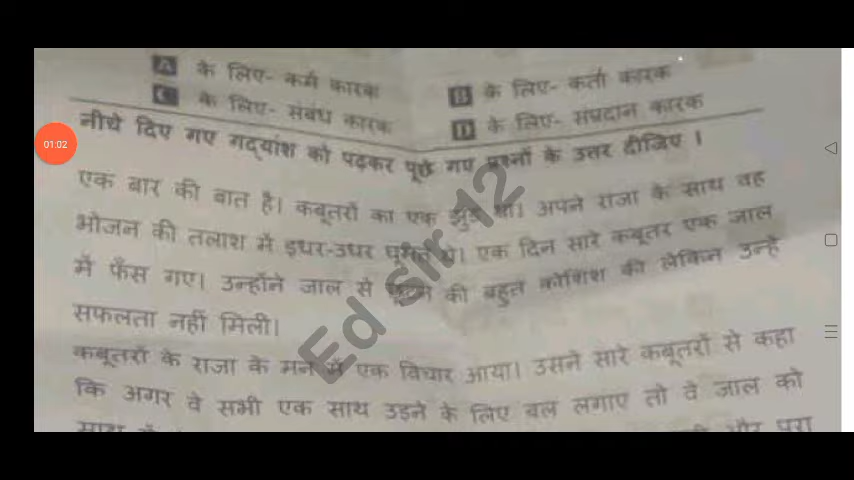 A के लिए- कर्म कारक
B के लिए- कर्ता कारक
C के लिए- संबंध कारक
D के लिए- संप्रदान कारक
नीचे दिए गए गद्यांश को पढ़कर पूछे गए प्रश्नों के उत्तर दीजिए ।
एक बार की बात है। कबूतरों का एक झुंड था। अपने राजा के साथ वह
भोजन की तलाश में इधर-उधर घूमते थे। एक दिन सारे कबूतर एक जाल
में फँस गए। उन्होंने जाल से की बहुत कोशिश की लेकिन उन्हें
सफलता नहीं मिली।
कबूतरों के राजा के मन में एक विचार आया। उसने सारे कबूतरों से कहा
कि अगर वे सभी एक साथ उड़ने के लिए बल लगाए तो वे जाल को
और पूरा
Ed Sir 12
01:02